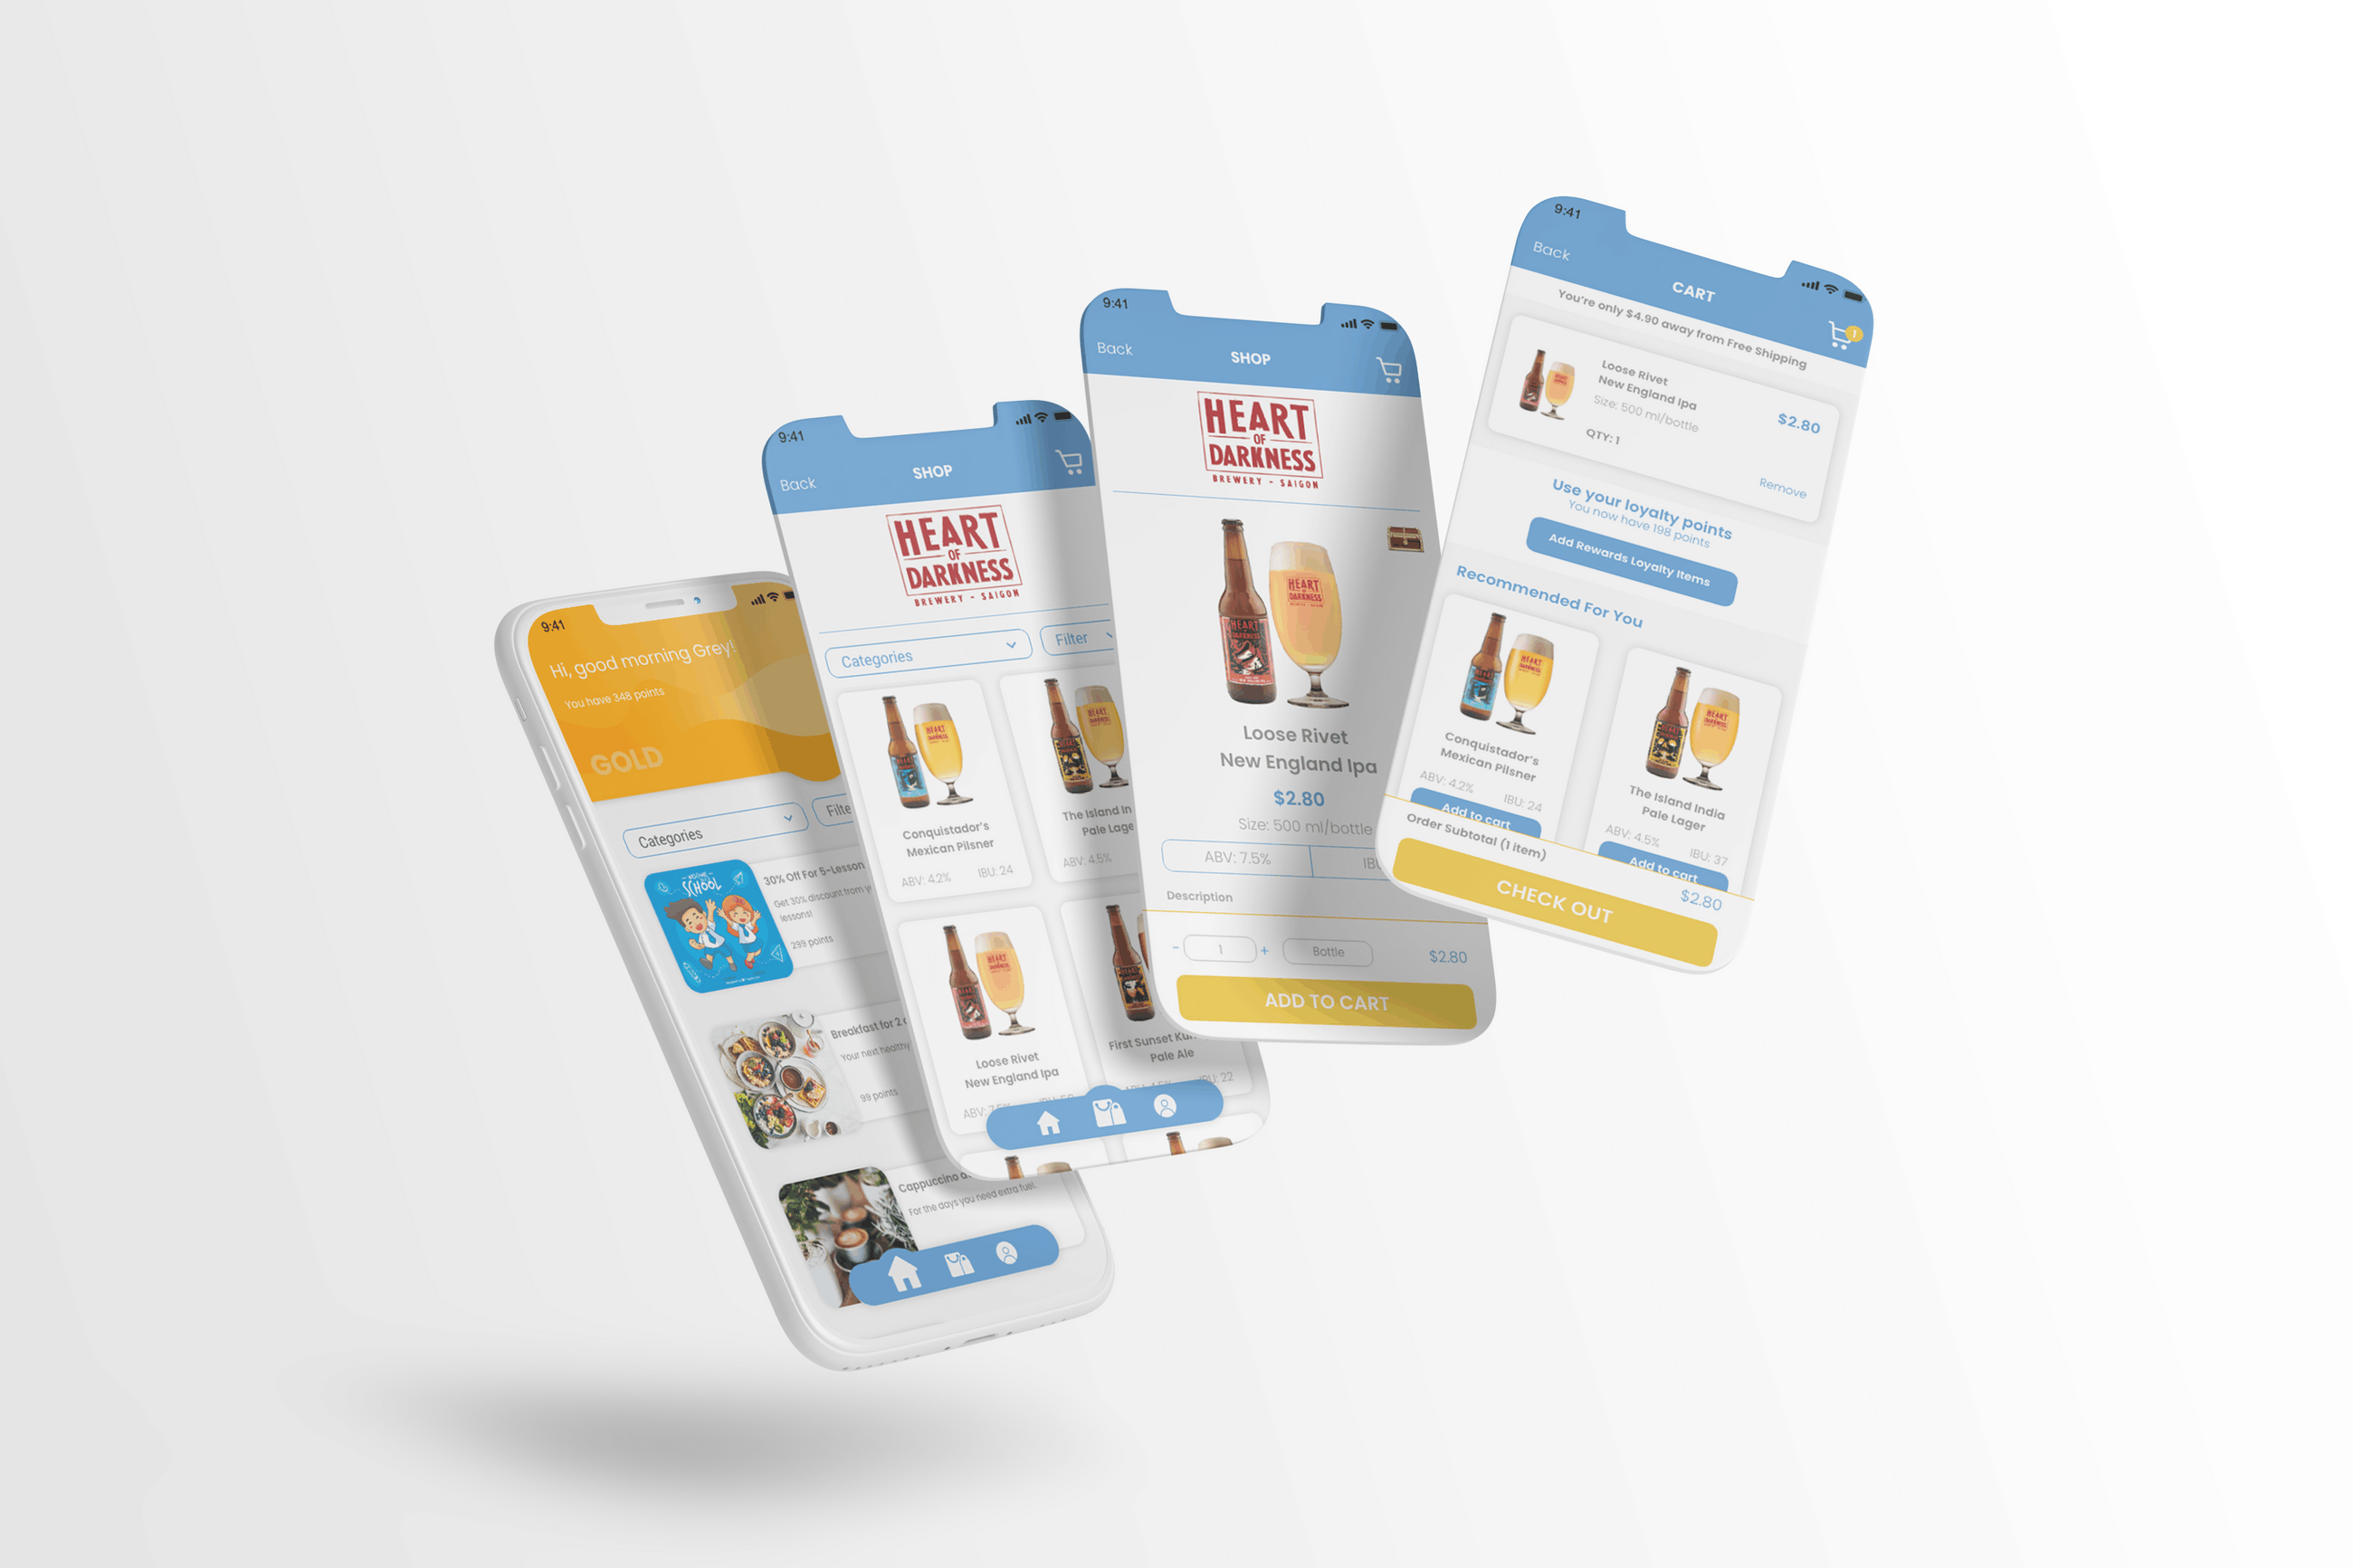 9:41
Hi, good morning Grey!
You have 348 points
GOLD
Categories
Filte
WELCOME
SCHOOL
30% Off For 5-Lesson
Get 30% discount from
lessons!
299 points
Breakfast for 2
Your next healthy
99 points
Cappuccino
For the days you need extra fuel.
9:41
Back
SHOP
HEART
OF
DARKNESS
BREWERY - SAIGON
Categories
Filter
Conquistador's
Mexican Pilsner
ABV: 4.2% IBU: 24
The Island In
Pale Lage
ABV: 4.5%
Loose Rivet
New England Ipa
ABV: 7.5%
First Sunset Ku
Pale Ale
IBU: 22
9:41
Back
SHOP
HEART
OF
DARKNESS
BREWERY - SAIGON
HEART
DARKNESS
Loose Rivet
New England Ipa
$2.80
Size: 500 ml/bottle
ABV: 7.5%
IBU
Description
- 1 + Bottle $2.80
ADD TO CART
9:41
Back
CART
1
You're only $4.90 away from Free Shipping
Loose Rivet
New England Ipa
Size: 500 ml/bottle
$2.80
QTY: 1
Remove
Use your loyalty points
You now have 198 points
Add Rewards Loyalty Items
Recommended For You
Conquistador's
Mexican Pilsner
ABV: 4.2% IBU: 24
Add to cart
The Island India
Pale Lager
ABV: 4.5% IBU: 37
Add to cart
Order Subtotal (1 item)
$2.80
CHECK OUT